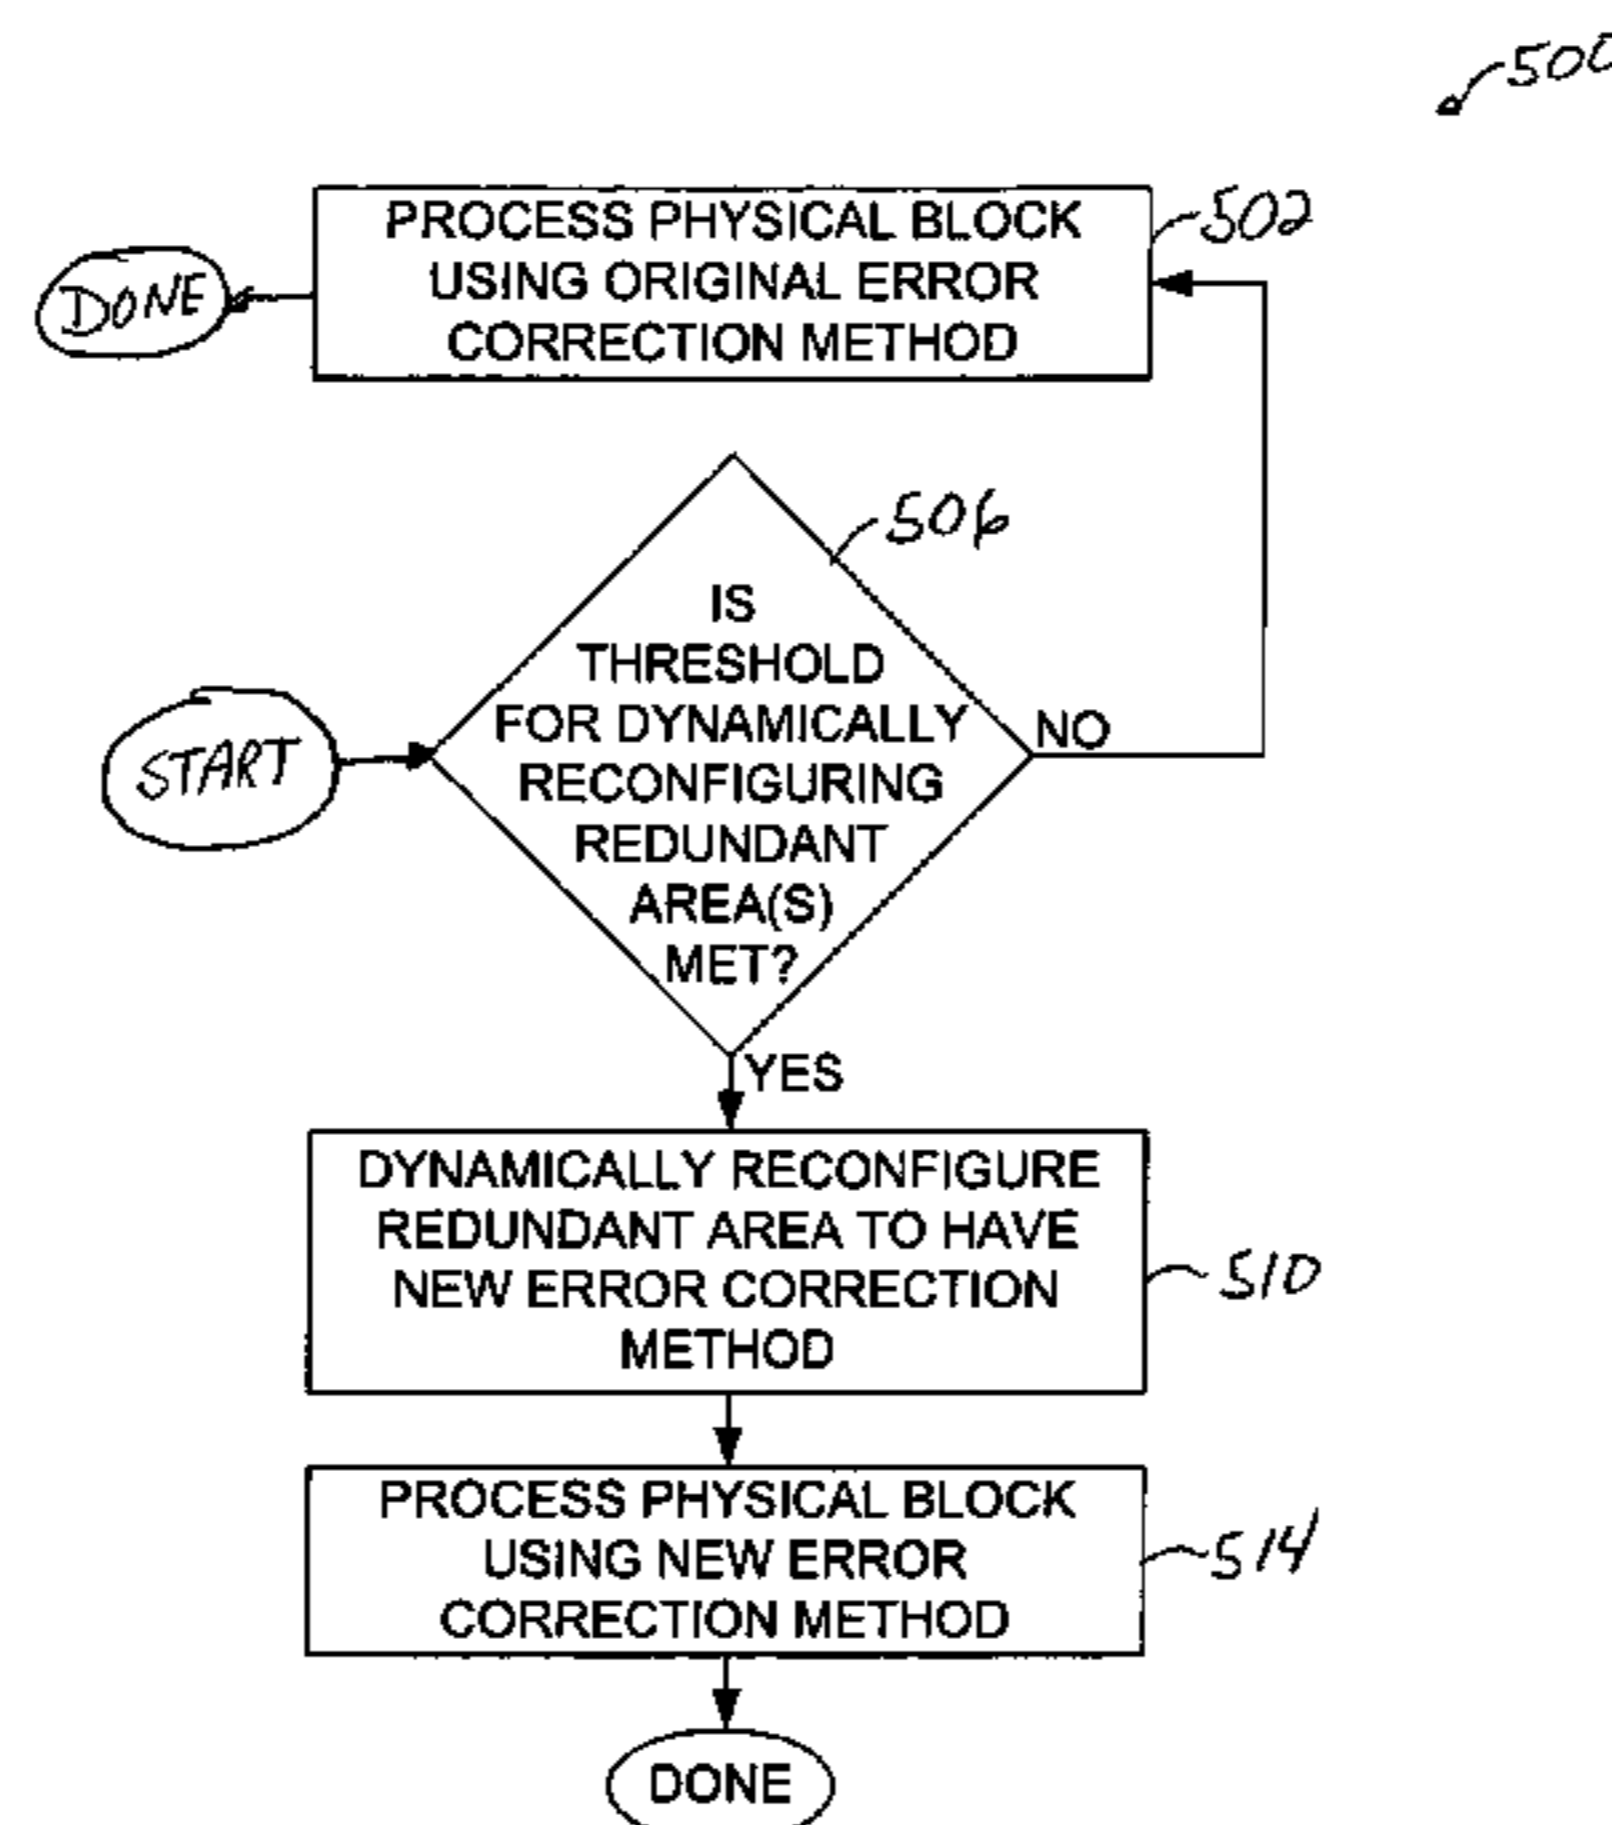 500
PROCESS PHYSICAL BLOCK
USING ORIGINAL ERROR
CORRECTION METHOD
502
DONE
506
IS
THRESHOLD
FOR DYNAMICALLY
RECONFIGURING
REDUNDANT
AREA(S)
MET?
NO
START
YES
DYNAMICALLY RECONFIGURE
REDUNDANT AREA TO HAVE
NEW ERROR CORRECTION
METHOD
510
PROCESS PHYSICAL BLOCK
USING NEW ERROR
CORRECTION METHOD
514
DONE